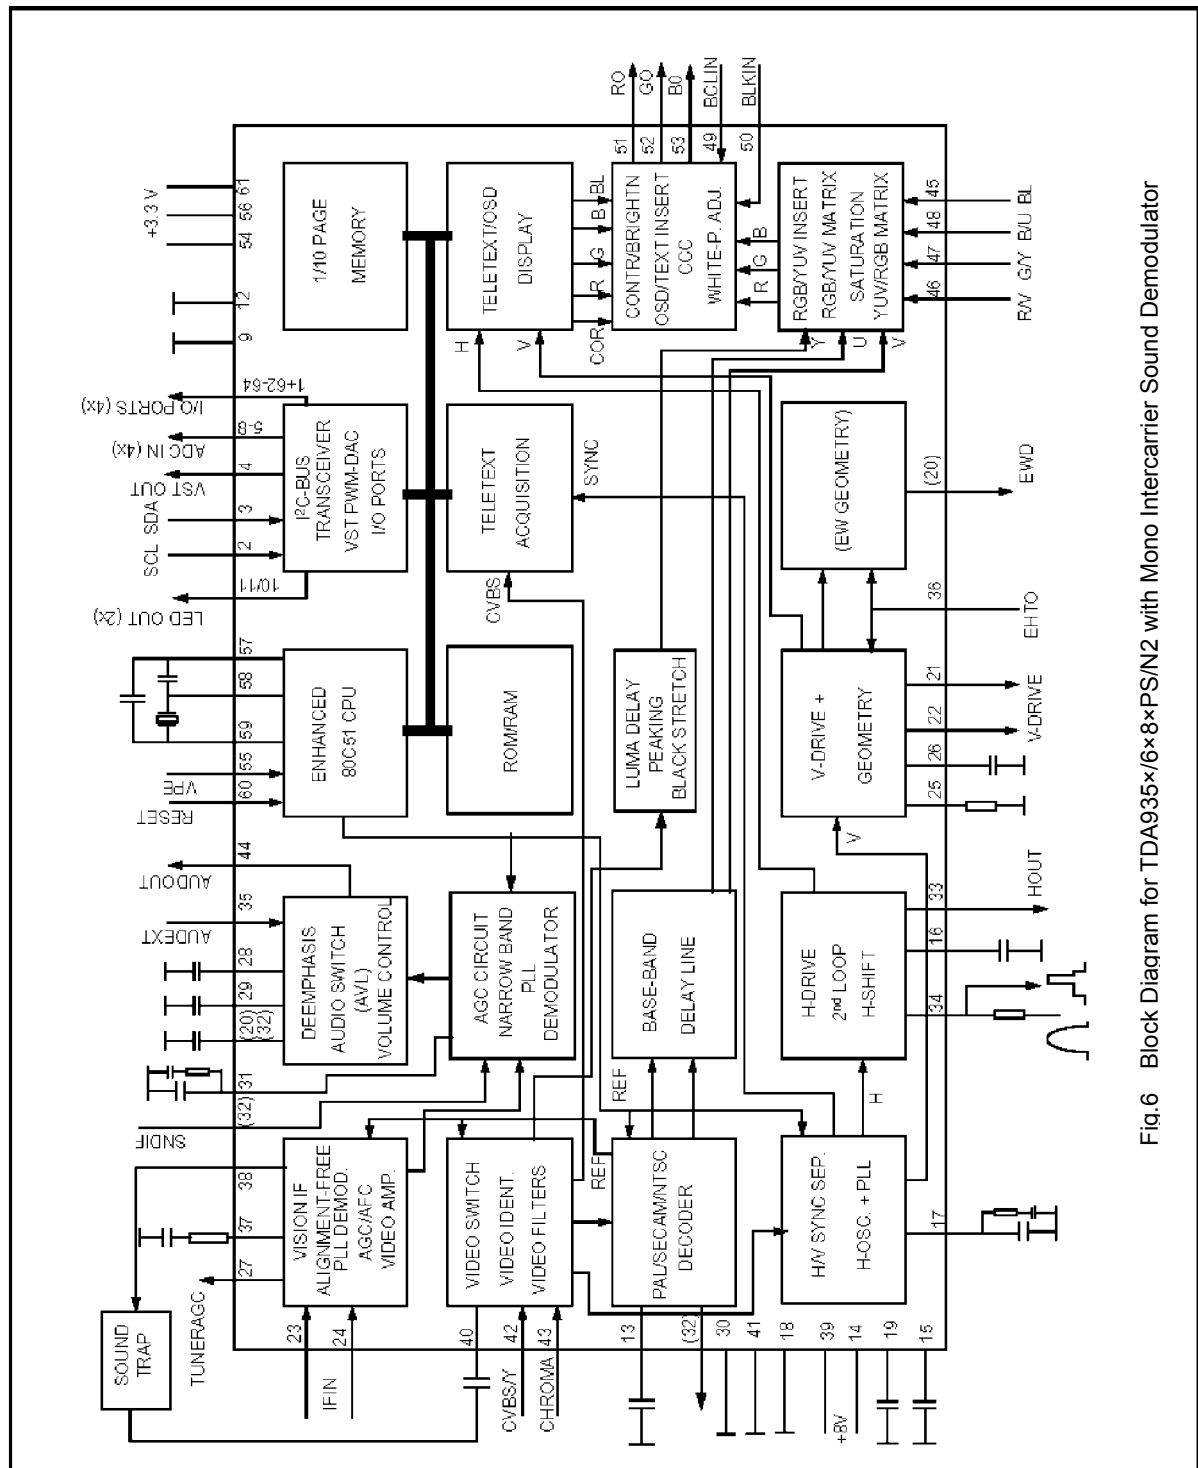 IFIN
23
24
TUNERAGC
27
37
38
SOUND
TRAP
VISION IF
ALIGNMENT-FREE
PLL DEMOD.
AGC/AFC
VIDEO AMP.
SNDIF
(32)
31
(20)
(32)
29
28
AUDEXT
35
AUDOUT
44
DEEMPHASIS
AUDIO SWITCH
(AVL)
VOLUME CONTROL
RESET
60
VPE
55
59
58
57
ENHANCED
80C51 CPU
LED OUT (2x)
10/11
SCL
2
SDA
3
VST OUT
4
ADC IN (4x)
5-8
I/O PORTS (4x)
1+62-64
I²C-BUS
TRANSCEIVER
VST PWM-DAC
I/O PORTS
9
12
+3.3 V
54
56
61
1/10 PAGE
MEMORY
40
CVBS/Y
42
CHROMA
43
VIDEO SWITCH
VIDEO IDENT.
VIDEO FILTERS
AGC CIRCUIT
NARROW BAND
PLL
DEMODULATOR
ROM/RAM
CVBS
TELETEXT
ACQUISITION
SYNC
H
V
TELETEXT/OSD
DISPLAY
COR
R
G
B
BL
13
(32)
30
41
18
39
+8V
14
19
15
REF
REF
PAL/SECAM/NTSC
DECODER
BASE-BAND
DELAY LINE
LUMA DELAY
PEAKING
BLACK STRETCH
CONTR/BRIGHTN
OSD/TEXT INSERT
CCC
WHITE-P. ADJ.
51
RO
52
GO
53
B0
49
BCLIN
50
BLKIN
R
G
B
Y
U
V
RGB/YUV INSERT
RGB/YUV MATRIX
SATURATION
YUV/RGB MATRIX
H/V SYNC SEP.
H-OSC. + PLL
17
H
H-DRIVE
2nd LOOP
H-SHIFT
34
16
33
HOUT
V
V-DRIVE +
GEOMETRY
25
26
22
21
V-DRIVE
36
EHTO
(EW GEOMETRY)
(20)
EWD
46
47
48
45
R/V
G/Y
B/U
BL
Fig.6 Block Diagram for TDA935×/6×8×PS/N2 with Mono Intercarrier Sound Demodulator